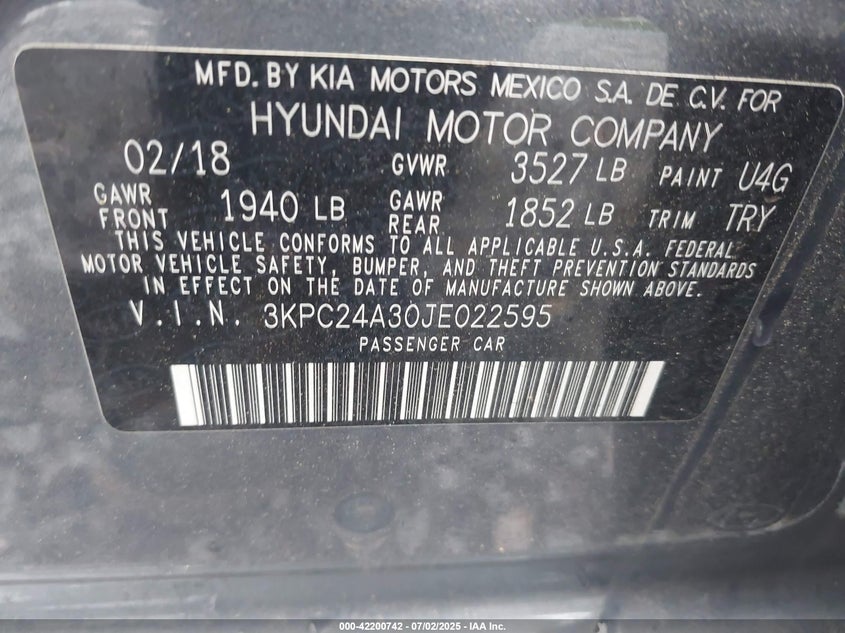 MFD. BY KIA MOTORS MEXICO S.A. DE C.V. FOR
HYUNDAI MOTOR COMPANY
02/18 GVWR 3527 LB PAINT U4G
GAWR FRONT 1940 LB GAWR REAR 1852 LB TRIM TRY
THIS VEHICLE CONFORMS TO ALL APPLICABLE U.S.A. FEDERAL
MOTOR VEHICLE SAFETY, BUMPER, AND THEFT PREVENTION STANDARDS
IN EFFECT ON THE DATE OF MANUFACTURE SHOWN ABOVE.
V.I.N. 3KPC24A30JE022595
PASSENGER CAR
000-42200742 - 07/02/2025 - IAA Inc.